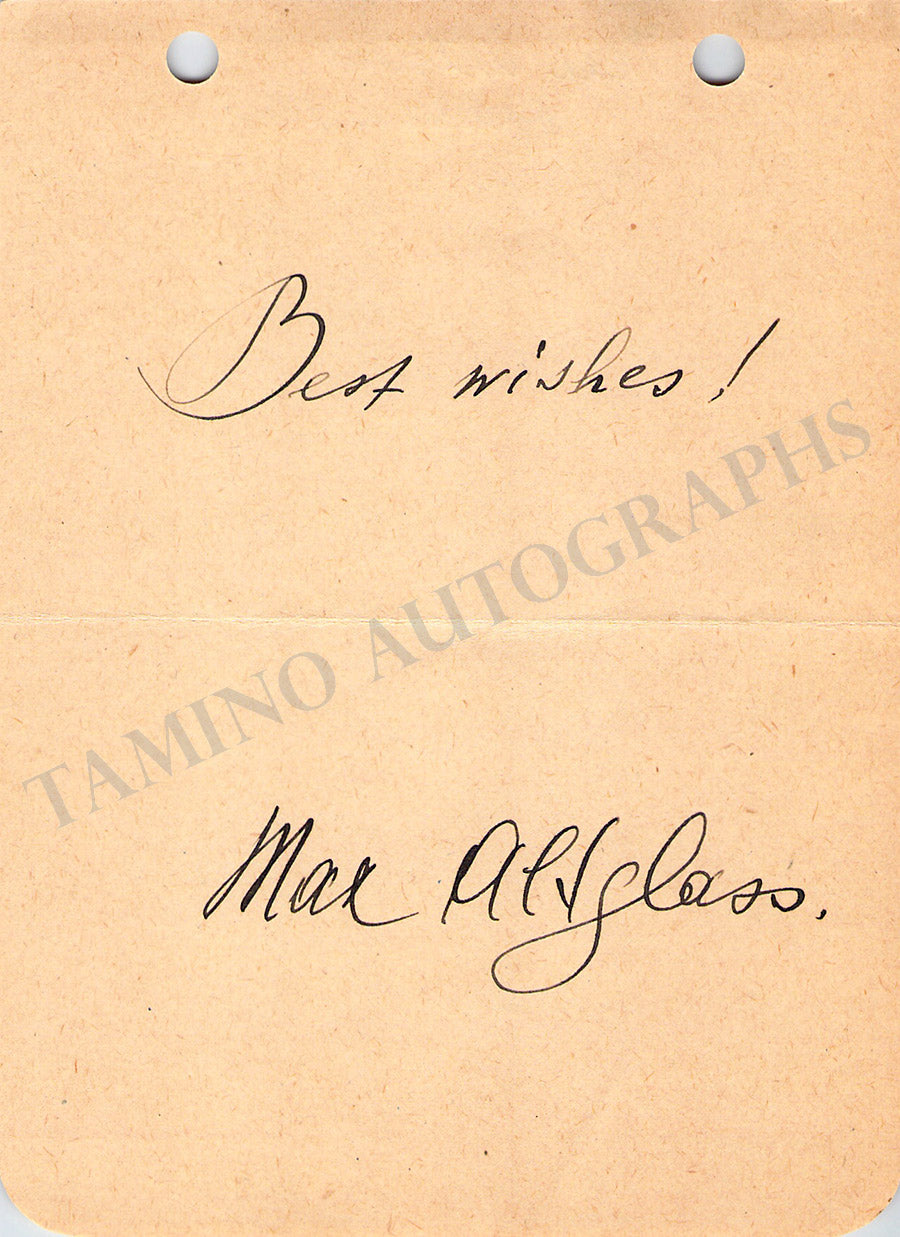 Best wishes!
TAMINO AUTOGRAPHS
Max Altglass.